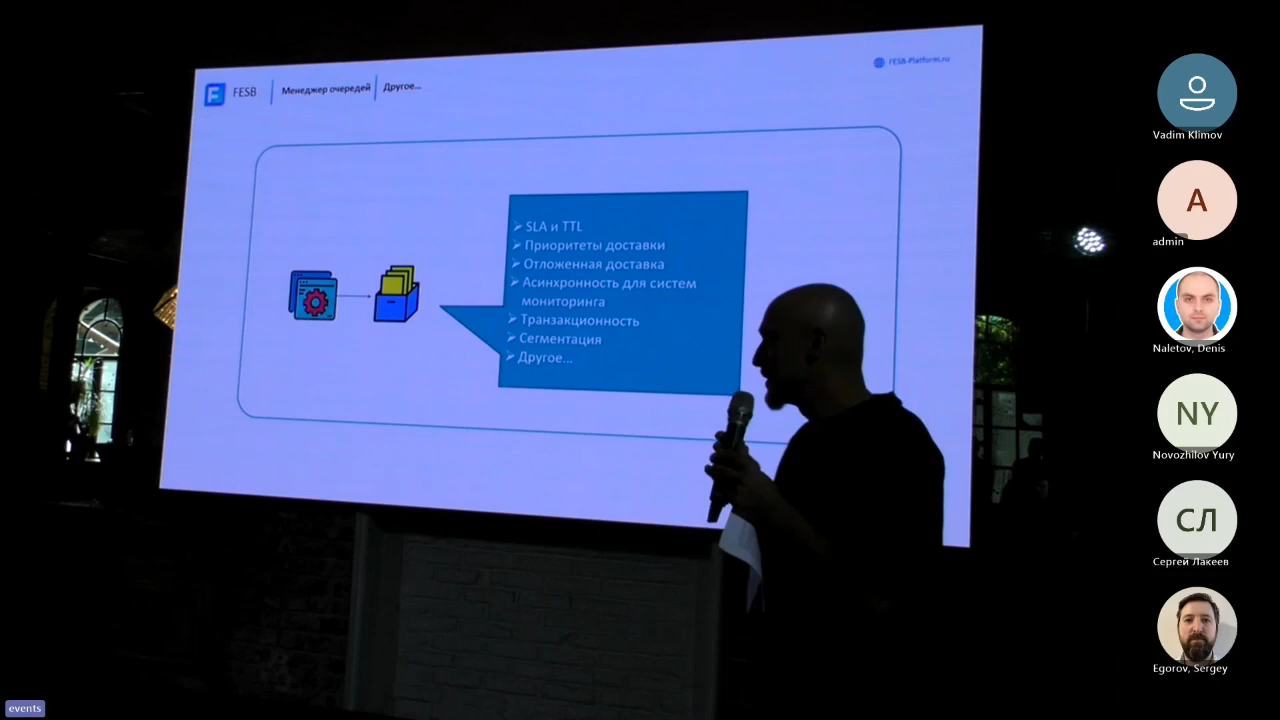 FESB
Менеджер очередей
Другое...
FESB-Platform.ru
SLA и TTL
Приоритеты доставки
Отложенная доставка
Асинхронность для систем
мониторинга
Транзакционность
Сегментация
Другое...
Vadim Klimov
A
admin
Naletov, Denis
NY
Novozhilov Yury
СЛ
Сергей Лакеев
Egorov, Sergey
events